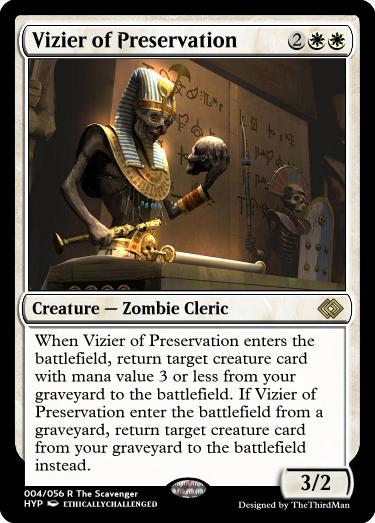 Vizier of Preservation 2
Creature — Zombie Cleric
When Vizier of Preservation enters the
battlefield, return target creature card
with mana value 3 or less from your
graveyard to the battlefield. If Vizier of
Preservation enter the battlefield from a
graveyard, return target creature card
from your graveyard to the battlefield
instead.
3/2
004/056 R The Scavenger
HYP ETHICALLYCHALLENGED
Designed by TheThirdMan